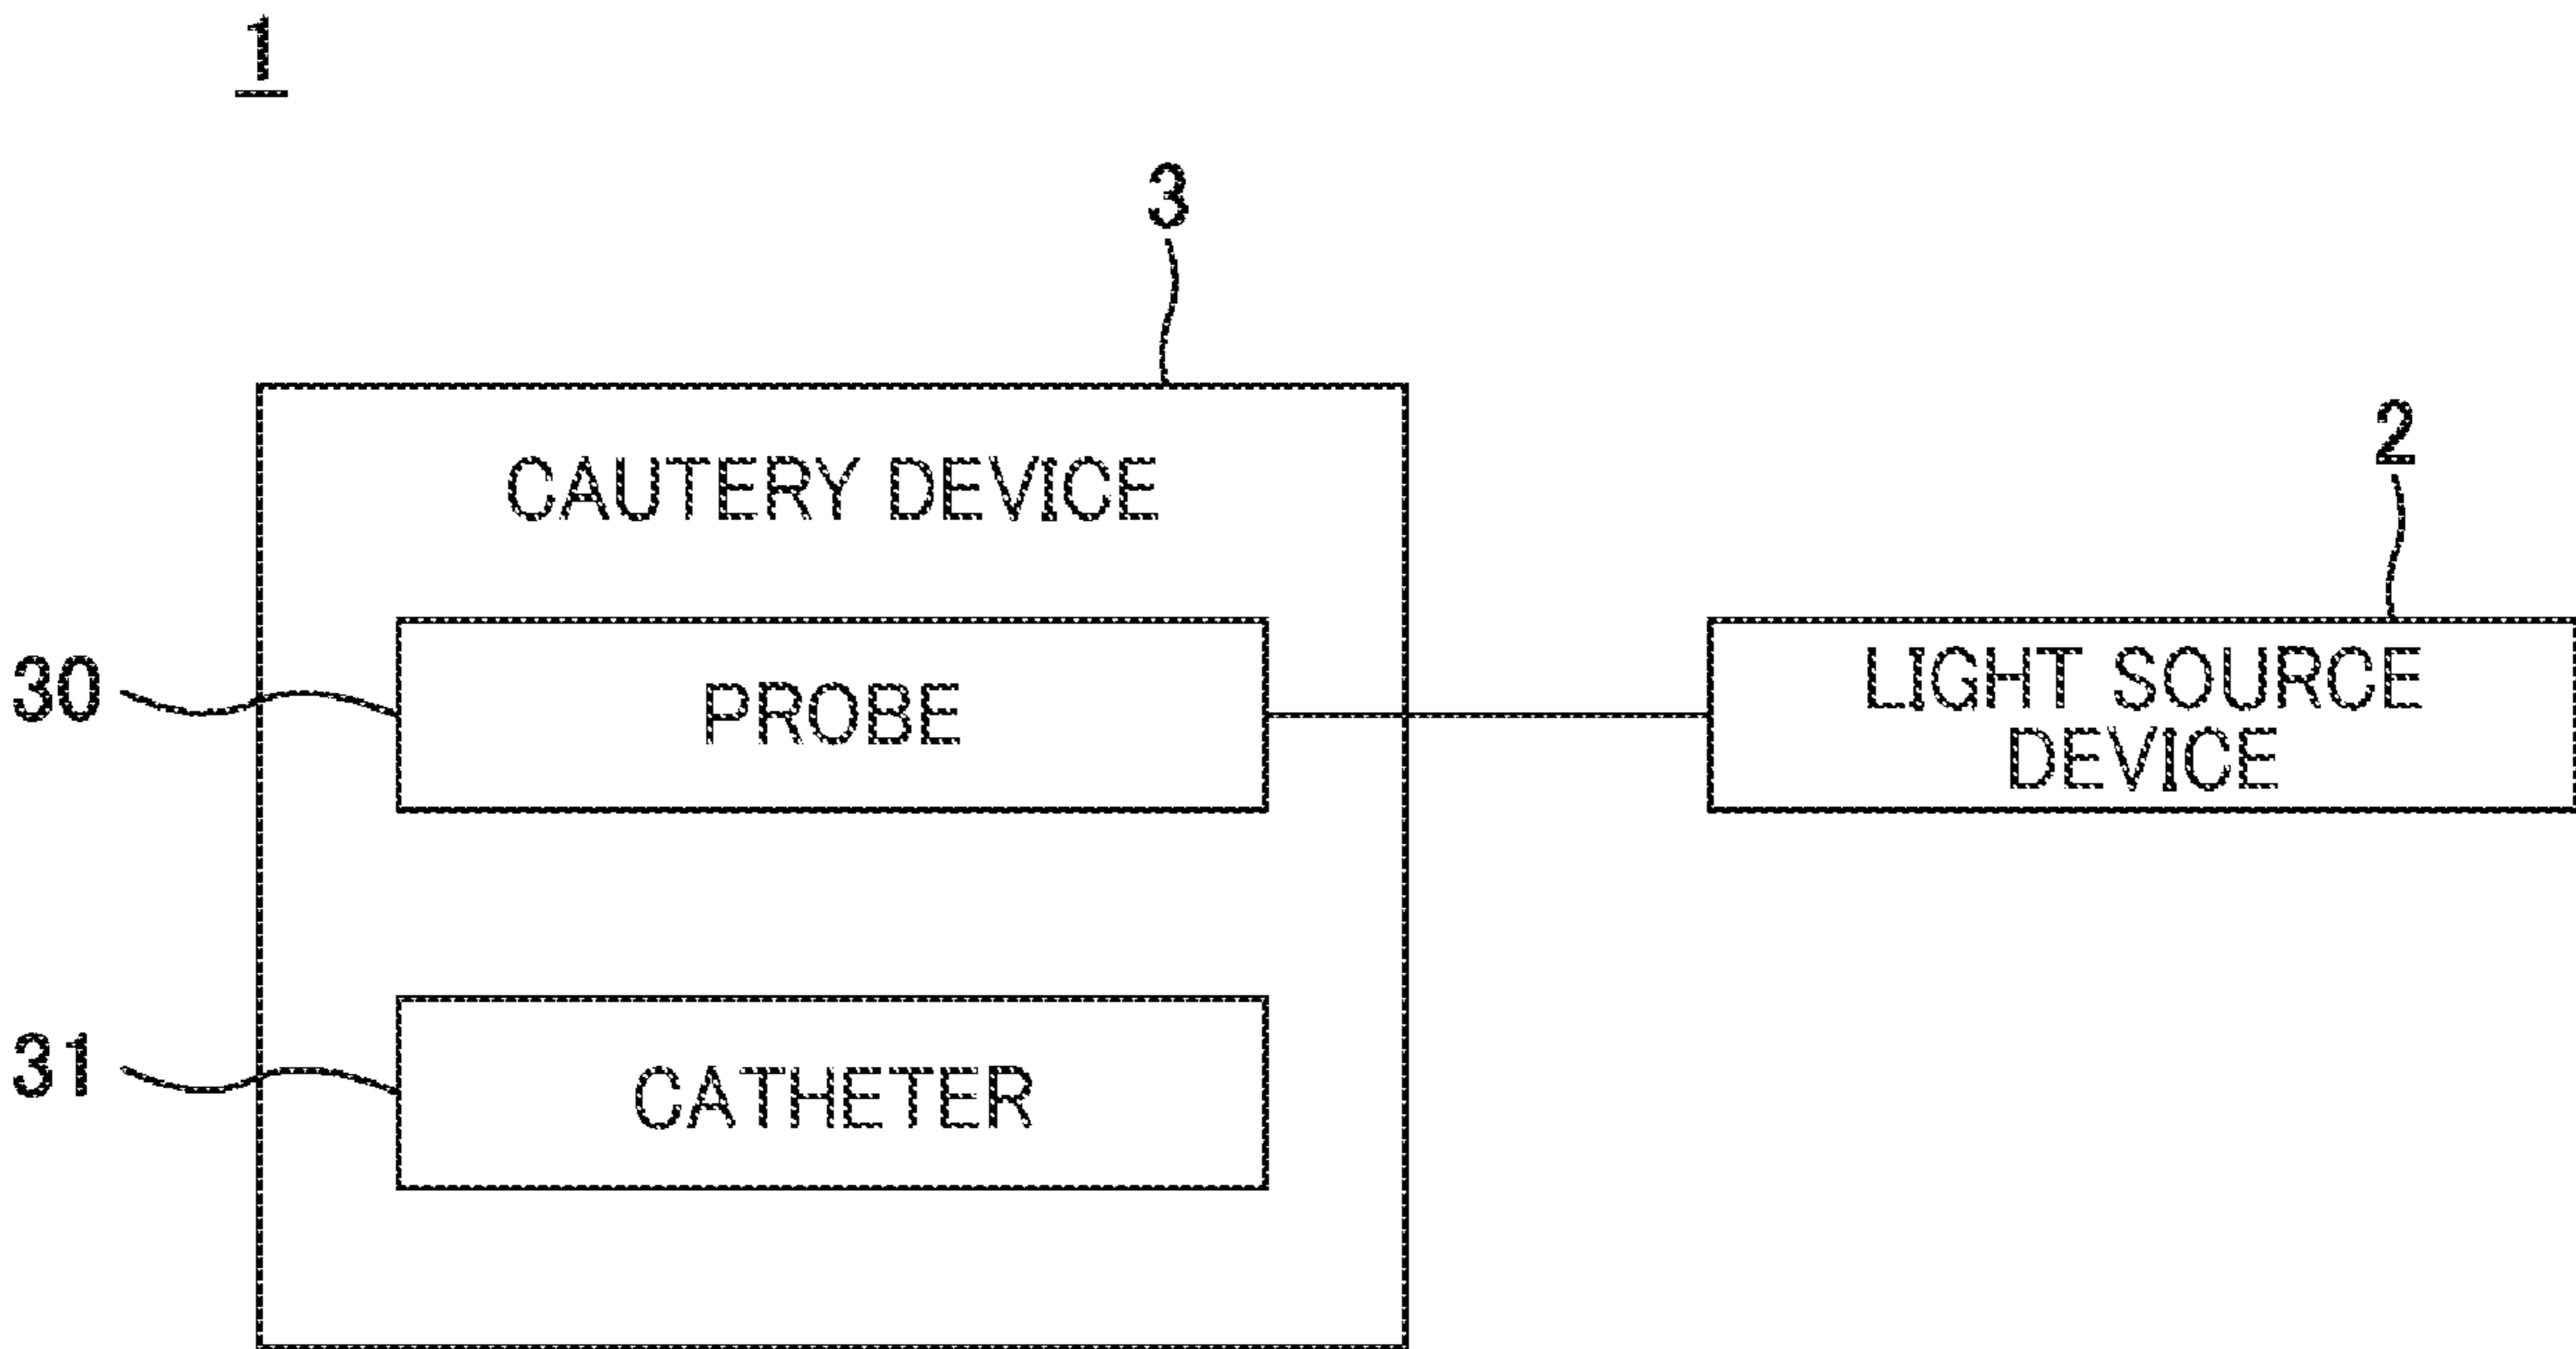 1
3
CAUTERY DEVICE
2
30
PROBE
LIGHT SOURCE
DEVICE
31
CATHETER